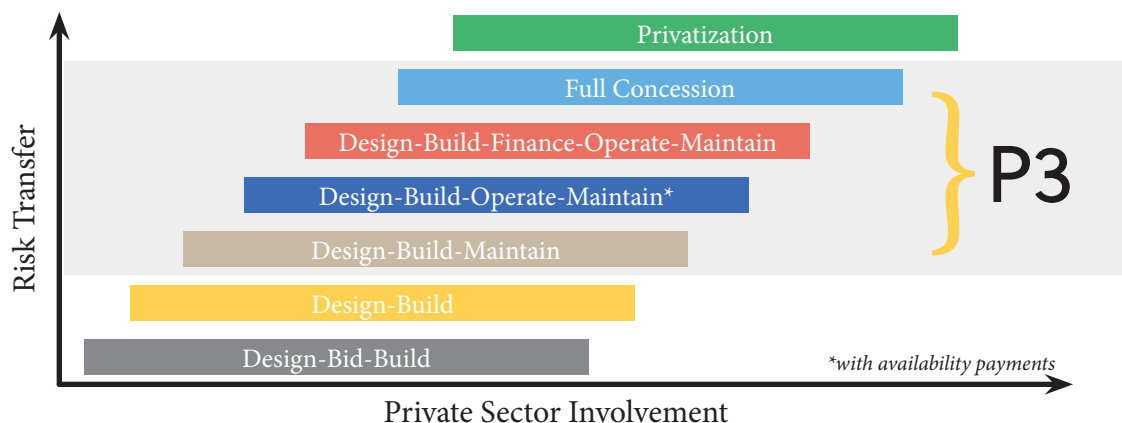 Privatization
Full Concession
Design-Build-Finance-Operate-Maintain
Design-Build-Operate-Maintain*
Design-Build-Maintain
Design-Build
Design-Bid-Build
P3
Risk Transfer
*with availability payments
Private Sector Involvement